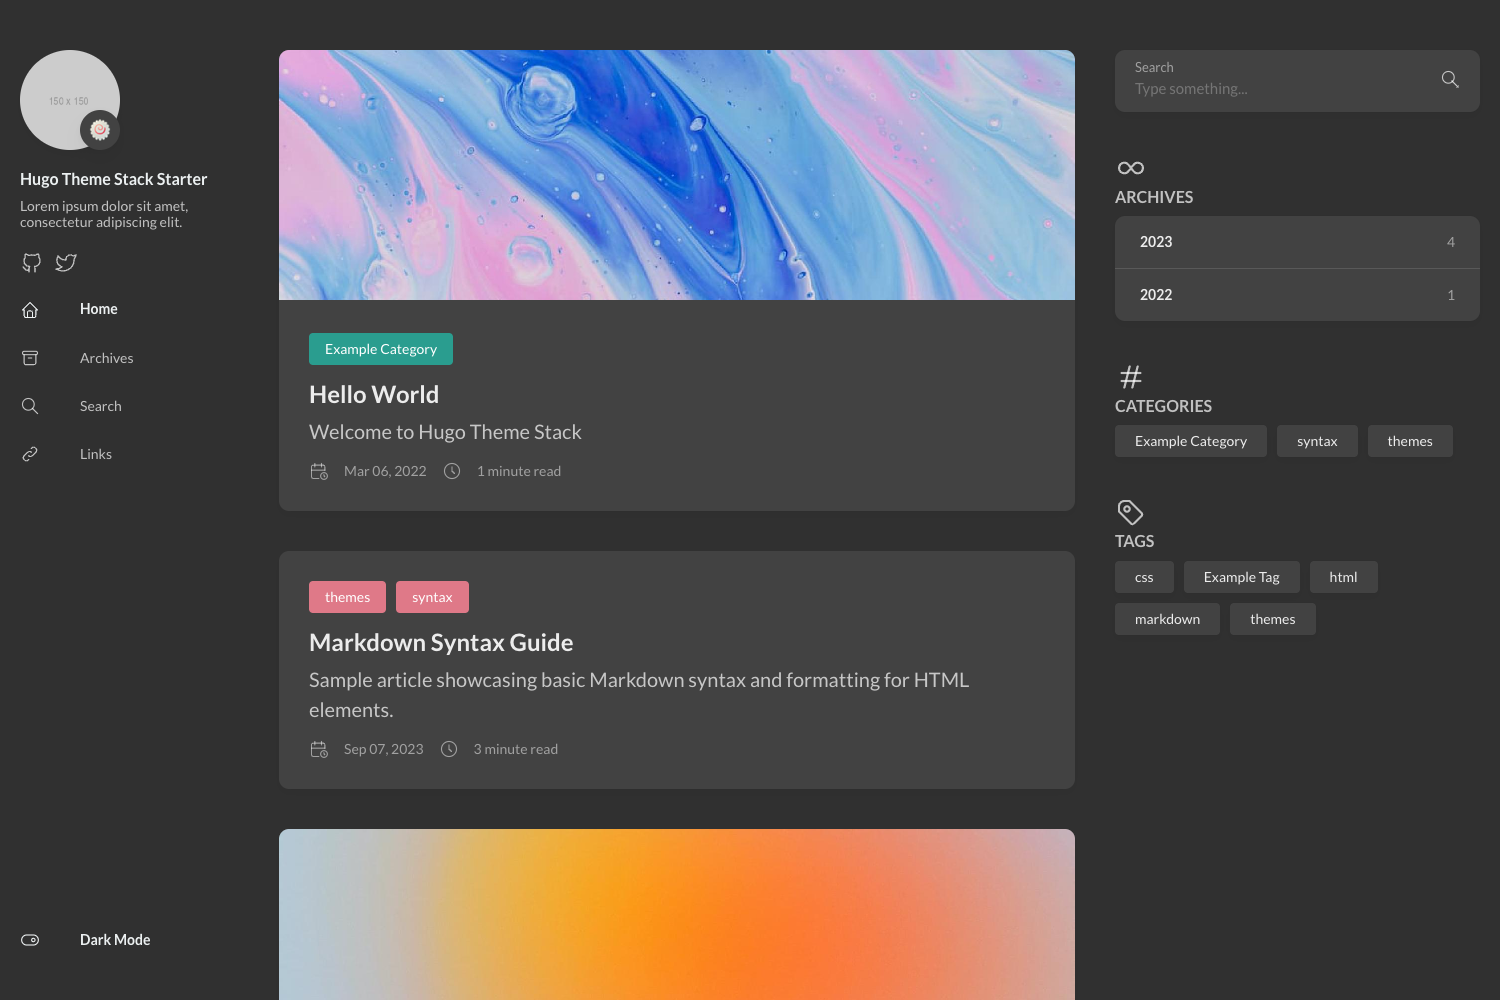 150 x 150
Hugo Theme Stack Starter
Lorem ipsum dolor sit amet,
consectetur adipiscing elit.
Home
Archives
Search
Links
Dark Mode
Example Category
Hello World
Welcome to Hugo Theme Stack
Mar 06, 2022 1 minute read
themes syntax
Markdown Syntax Guide
Sample article showcasing basic Markdown syntax and formatting for HTML
elements.
Sep 07, 2023 3 minute read
Search
Type something...
ARCHIVES
2023 4
2022 1
CATEGORIES
Example Category syntax themes
TAGS
css Example Tag html
markdown themes